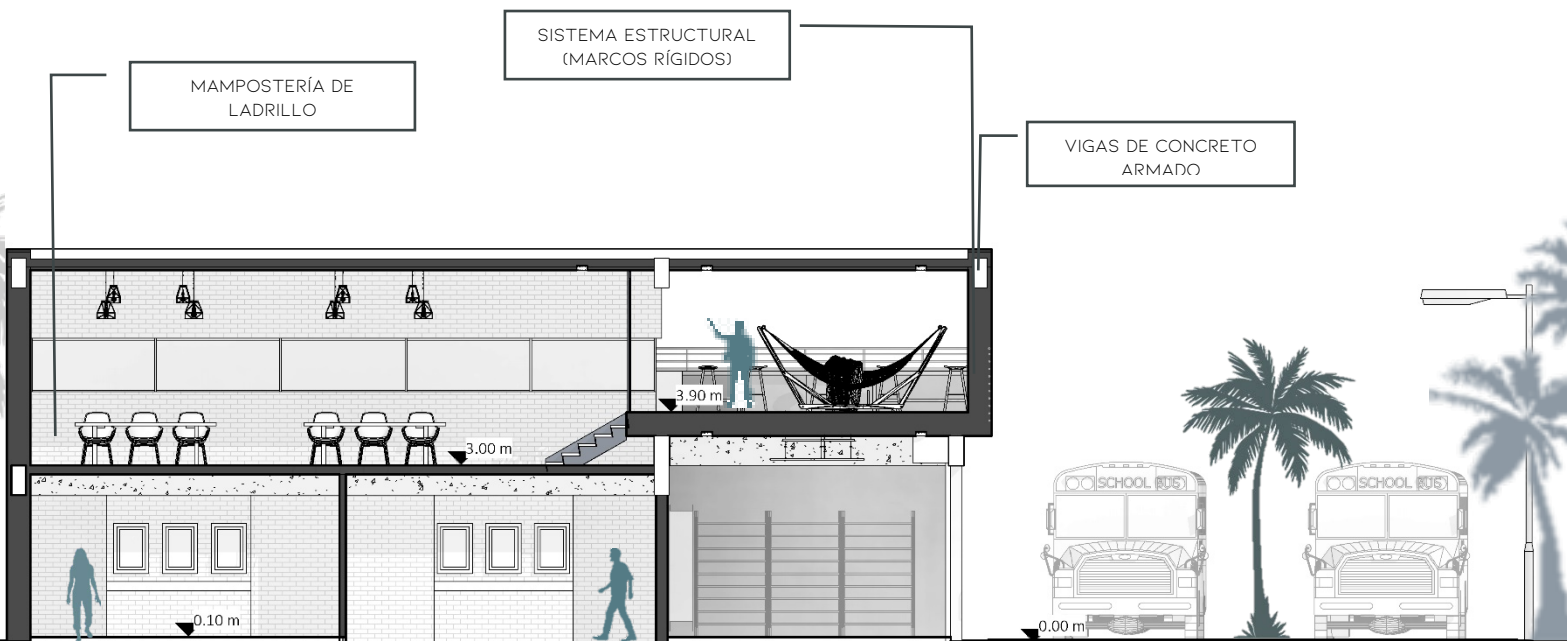 SISTEMA ESTRUCTURAL
(MARCOS RÍGIDOS)
MAMPOSTERÍA DE
LADRILLO
VIGAS DE CONCRETO
ARMADO
3.90 m
3.00 m
SCHOOL BUS
SCHOOL BUS
0.10 m
0.00 m